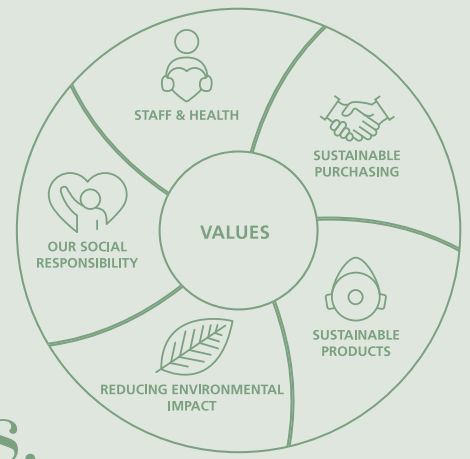 STAFF & HEALTH
SUSTAINABLE
PURCHASING
VALUES
OUR SOCIAL
RESPONSIBILITY
SUSTAINABLE
PRODUCTS
REDUCING ENVIRONMENTAL
IMPACT
s.